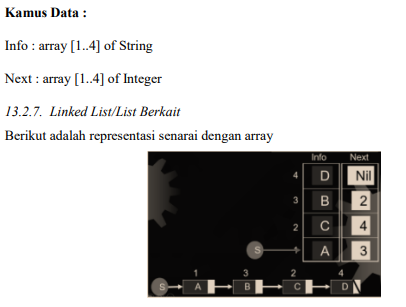 Kamus Data :
Info : array [1..4] of String
Next : array [1..4] of Integer
13.2.7. Linked List/List Berkait
Berikut adalah representasi senarai dengan array
Info Next
4 D Nil
3 B 2
2 C 4
S 1 A 3
1 3 2 4
S A B C D